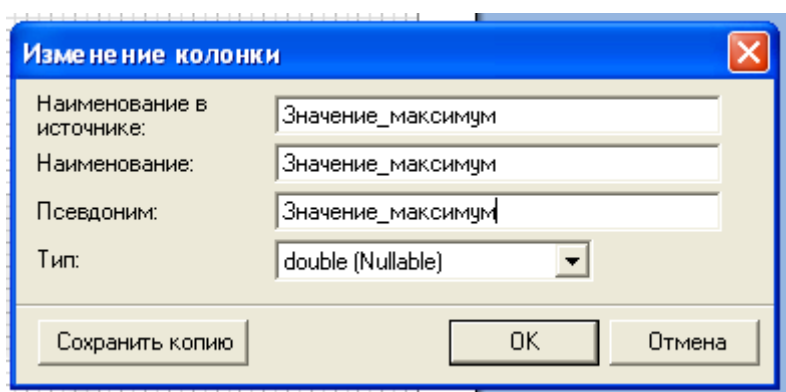 Изменение колонки
Наименование в
источнике:
Значение_максимум
Наименование:
Значение_максимум
Псевдоним:
Значение_максимум
Тип:
double (Nullable)
Сохранить копию
OK
Отмена